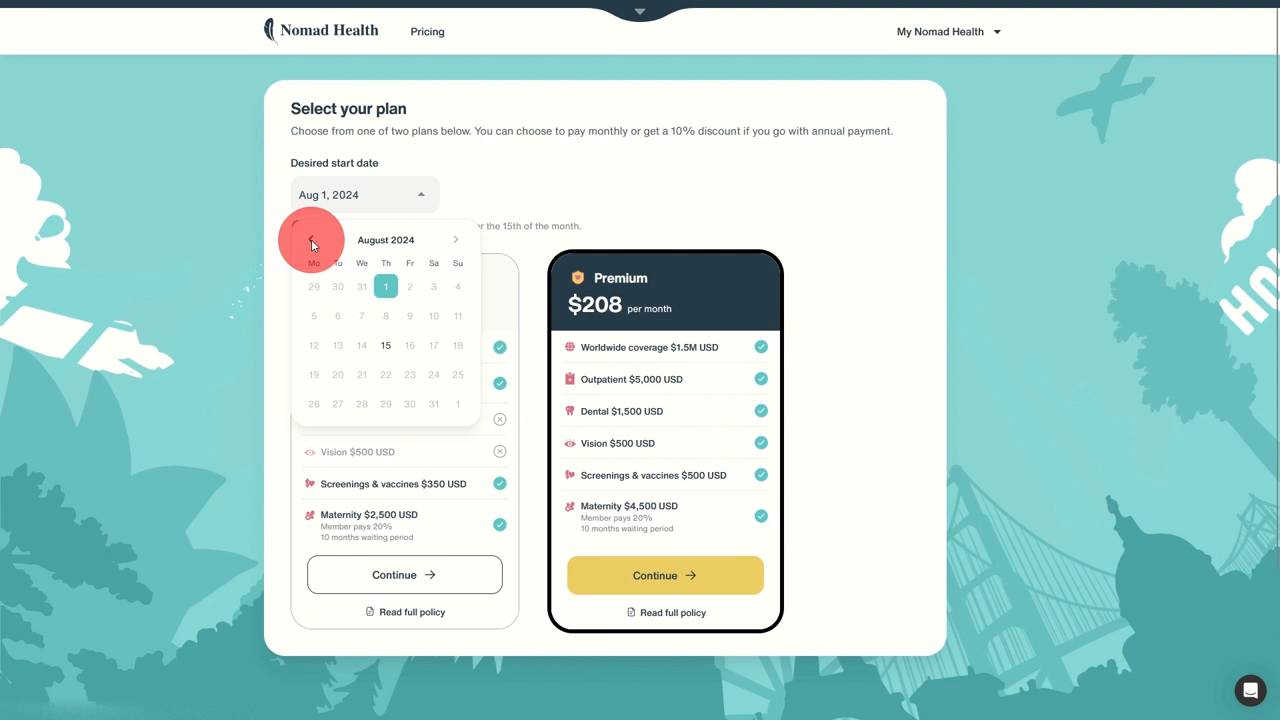 Nomad Health
Pricing
My Nomad Health
Select your plan
Choose from one of two plans below. You can choose to pay monthly or get a 10% discount if you go with annual payment.
Desired start date
Aug 1, 2024
the 15th of the month.
August 2024
Mo Tu We Th Fr Sa Su
29 30 31 1 2 3 4
5 6 7 8 9 10 11
12 13 14 15 16 17 18
19 20 21 22 23 24 25
26 27 28 29 30 31 1
Vision $500 USD
Screenings & vaccines $350 USD
Maternity $2,500 USD
Member pays 20%
10 months waiting period
Continue
Read full policy
Premium
$208 per month
Worldwide coverage $1.5M USD
Outpatient $5,000 USD
Dental $1,500 USD
Vision $500 USD
Screenings & vaccines $500 USD
Maternity $4,500 USD
Member pays 20%
10 months waiting period
Continue
Read full policy